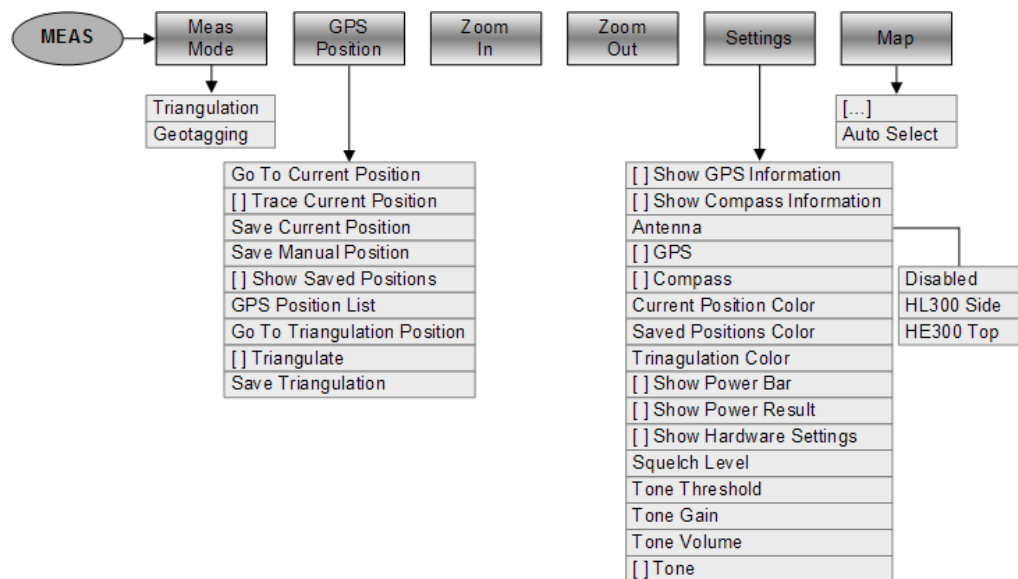 MEAS
Meas
Mode
GPS
Position
Zoom
In
Zoom
Out
Settings
Map
Triangulation
Geotagging
[...]
Auto Select
Go To Current Position
[ ] Trace Current Position
Save Current Position
Save Manual Position
[ ] Show Saved Positions
GPS Position List
Go To Triangulation Position
[ ] Triangulate
Save Triangulation
[ ] Show GPS Information
[ ] Show Compass Information
Antenna
[ ] GPS
[ ] Compass
Current Position Color
Saved Positions Color
Trinagulation Color
[ ] Show Power Bar
[ ] Show Power Result
[ ] Show Hardware Settings
Squelch Level
Tone Threshold
Tone Gain
Tone Volume
[ ] Tone
Disabled
HL300 Side
HE300 Top